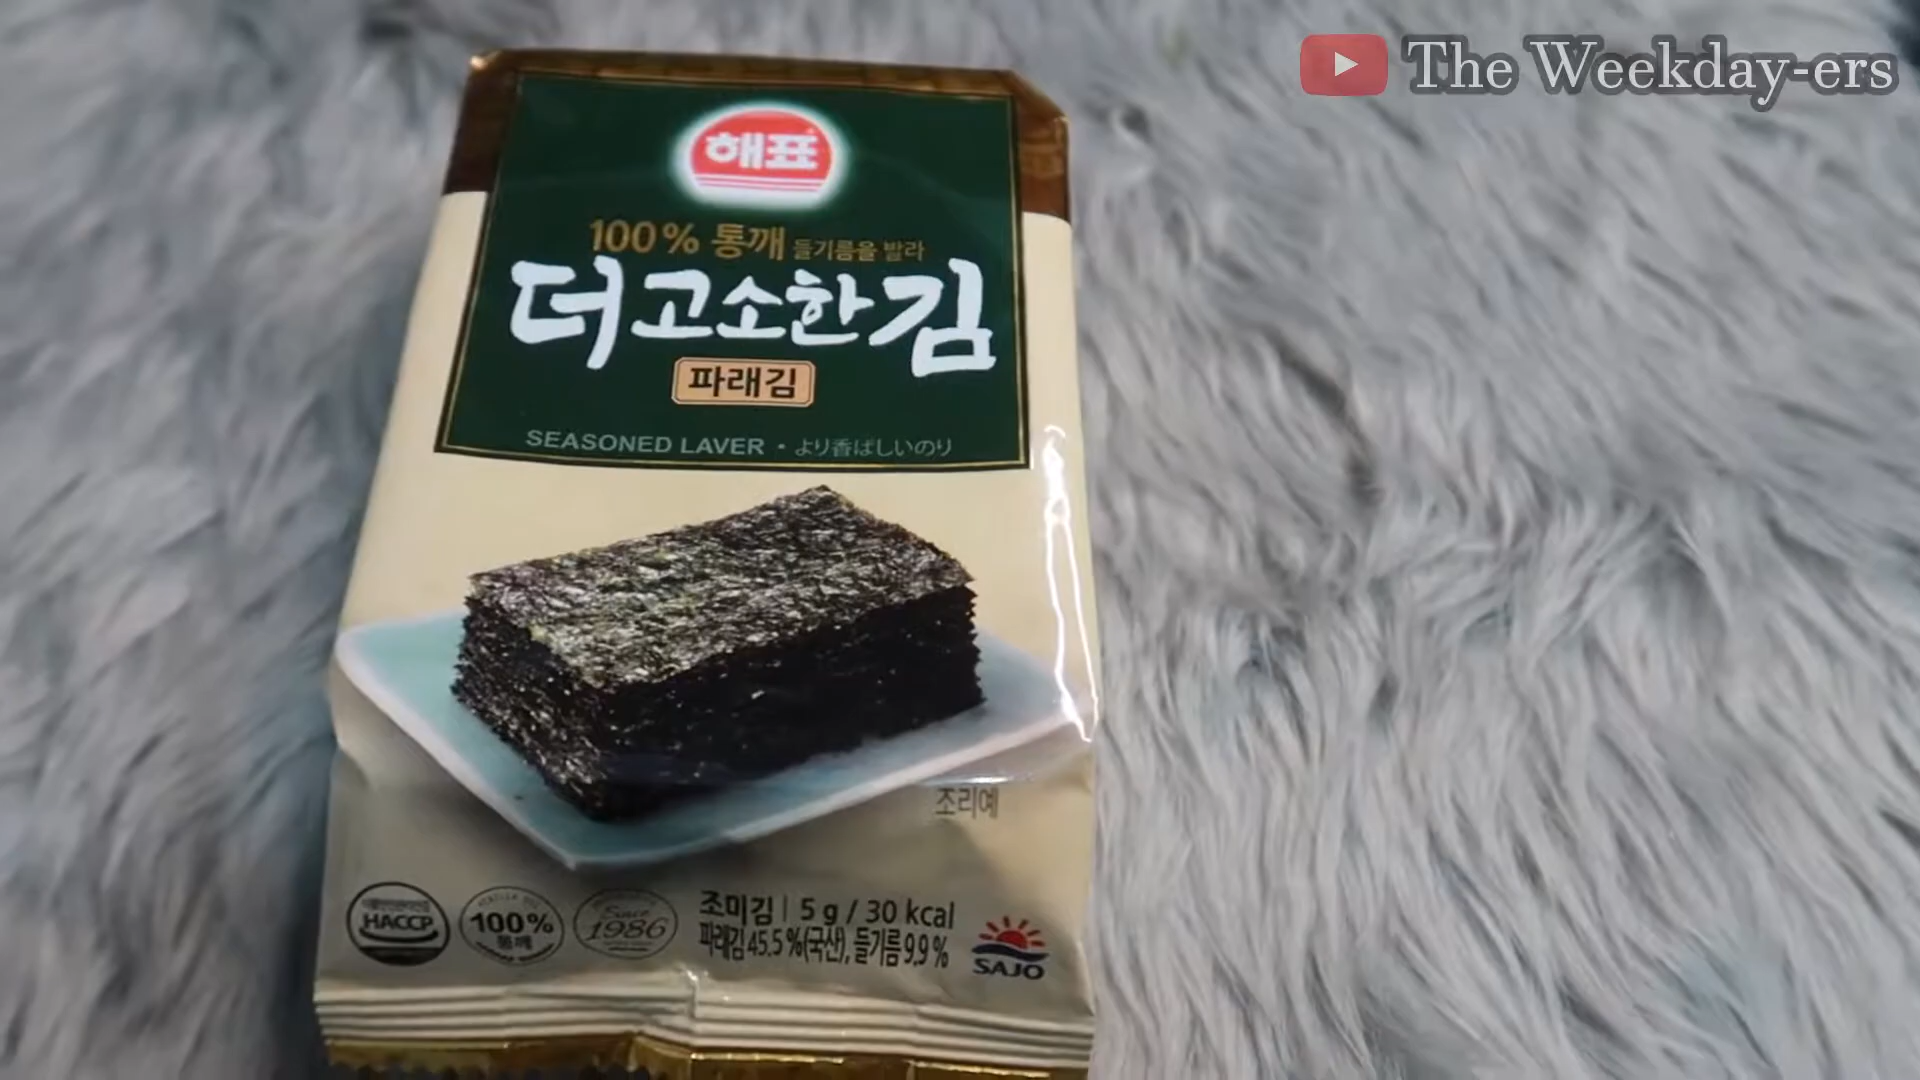 The Weekday-ers
해표
100% 통깨 들기름을 발라
더 고소한 김
파래김
SEASONED LAVER • より香ばしいのり
조리예
HACCP
100%
통깨
Since
1986
조미김 | 5 g / 30 kcal
파래김 45.5 %(국산), 들기름 9.9 %
SAJO